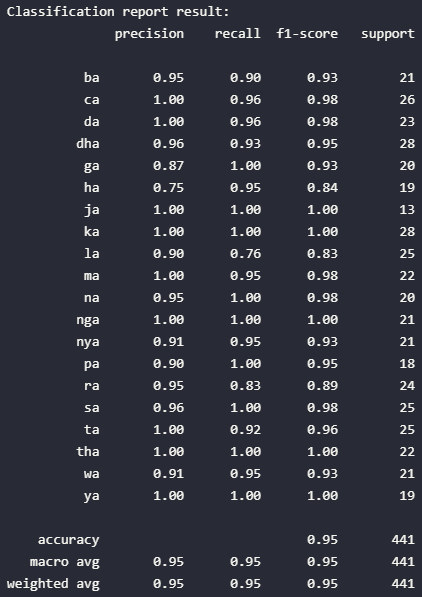 Classification report result:
precision recall f1-score support
ba 0.95 0.90 0.93 21
ca 1.00 0.96 0.98 26
da 1.00 0.96 0.98 23
dha 0.96 0.93 0.95 28
ga 0.87 1.00 0.93 20
ha 0.75 0.95 0.84 19
ja 1.00 1.00 1.00 13
ka 1.00 1.00 1.00 28
la 0.90 0.76 0.83 25
ma 1.00 0.95 0.98 22
na 0.95 1.00 0.98 20
nga 1.00 1.00 1.00 21
nya 0.91 0.95 0.93 21
pa 0.90 1.00 0.95 18
ra 0.95 0.83 0.89 24
sa 0.96 1.00 0.98 25
ta 1.00 0.92 0.96 25
tha 1.00 1.00 1.00 22
wa 0.91 0.95 0.93 21
ya 1.00 1.00 1.00 19
accuracy 0.95 441
macro avg 0.95 0.95 0.95 441
weighted avg 0.95 0.95 0.95 441